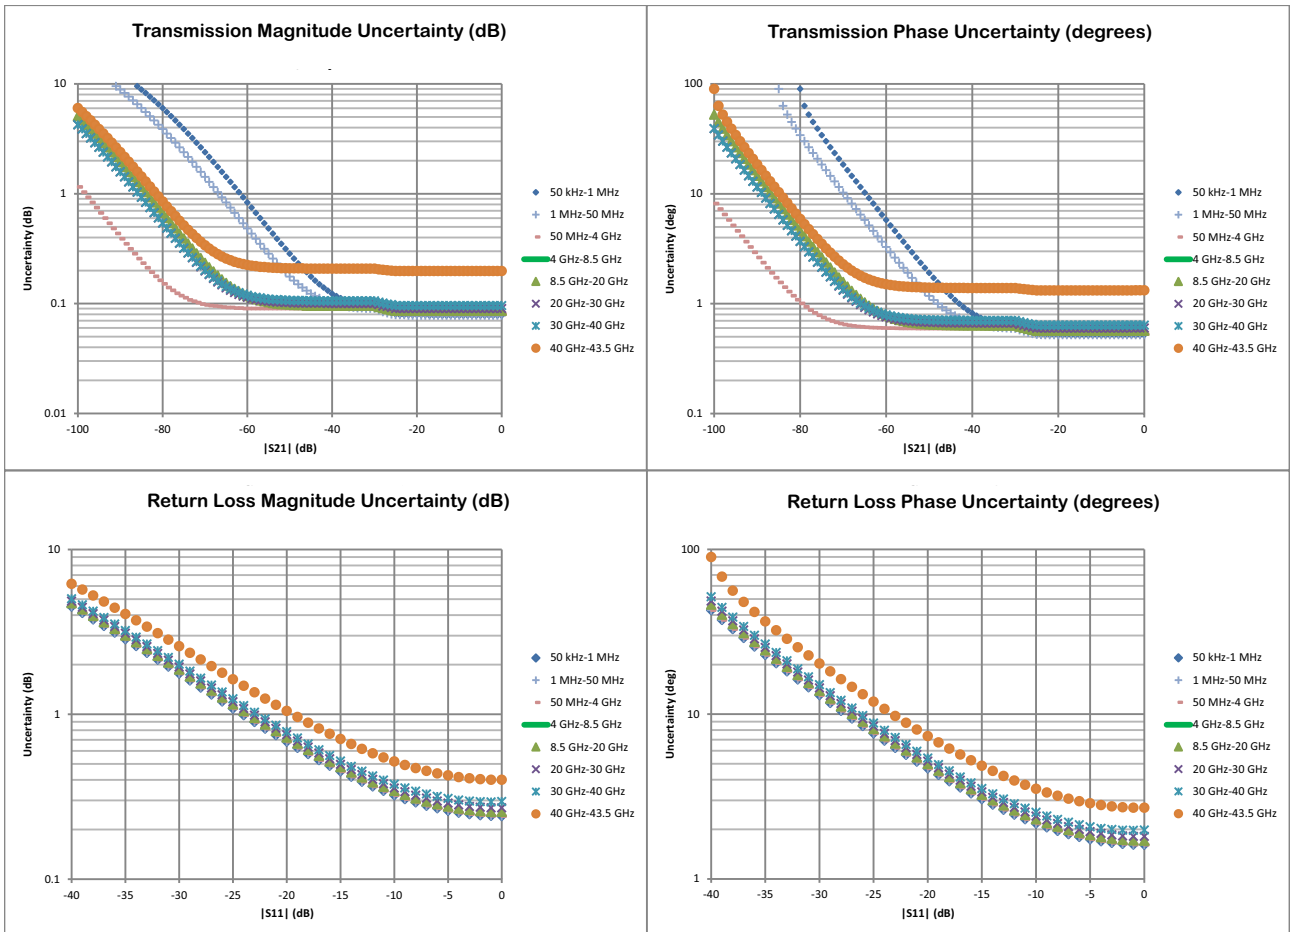 Transmission Magnitude Uncertainty (dB)
10
1
0.1
0.01
Uncertainty (dB)
-100
-80
-60
-40
-20
0
|S21| (dB)
50 kHz-1 MHz
1 MHz-50 MHz
50 MHz-4 GHz
4 GHz-8.5 GHz
8.5 GHz-20 GHz
20 GHz-30 GHz
30 GHz-40 GHz
40 GHz-43.5 GHz
Transmission Phase Uncertainty (degrees)
100
10
1
0.1
Uncertainty (deg)
-100
-80
-60
-40
-20
0
|S21| (dB)
50 kHz-1 MHz
1 MHz-50 MHz
50 MHz-4 GHz
4 GHz-8.5 GHz
8.5 GHz-20 GHz
20 GHz-30 GHz
30 GHz-40 GHz
40 GHz-43.5 GHz
Return Loss Magnitude Uncertainty (dB)
10
1
0.1
Uncertainty (dB)
-40
-35
-30
-25
-20
-15
-10
-5
0
|S11| (dB)
50 kHz-1 MHz
1 MHz-50 MHz
50 MHz-4 GHz
4 GHz-8.5 GHz
8.5 GHz-20 GHz
20 GHz-30 GHz
30 GHz-40 GHz
40 GHz-43.5 GHz
Return Loss Phase Uncertainty (degrees)
100
10
1
Uncertainty (deg)
-40
-35
-30
-25
-20
-15
-10
-5
0
|S11| (dB)
50 kHz-1 MHz
1 MHz-50 MHz
50 MHz-4 GHz
4 GHz-8.5 GHz
8.5 GHz-20 GHz
20 GHz-30 GHz
30 GHz-40 GHz
40 GHz-43.5 GHz